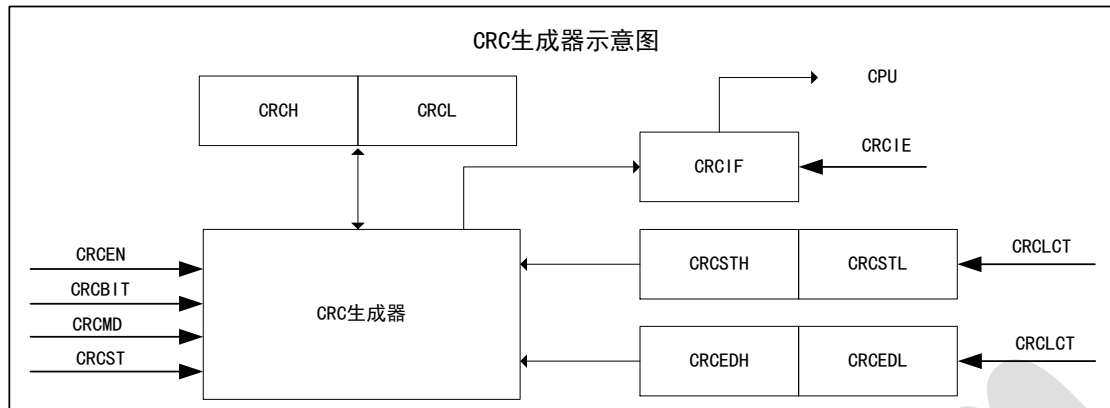 CRC生成器示意图
CPU
CRCH CRCL
CRCIE
CRCIF
CRCEN
CRCBIT
CRCMD
CRCST
CRC生成器
CRCSTH CRCSTL
CRCLCT
CRCEDH CRCEDL
CRCLCT